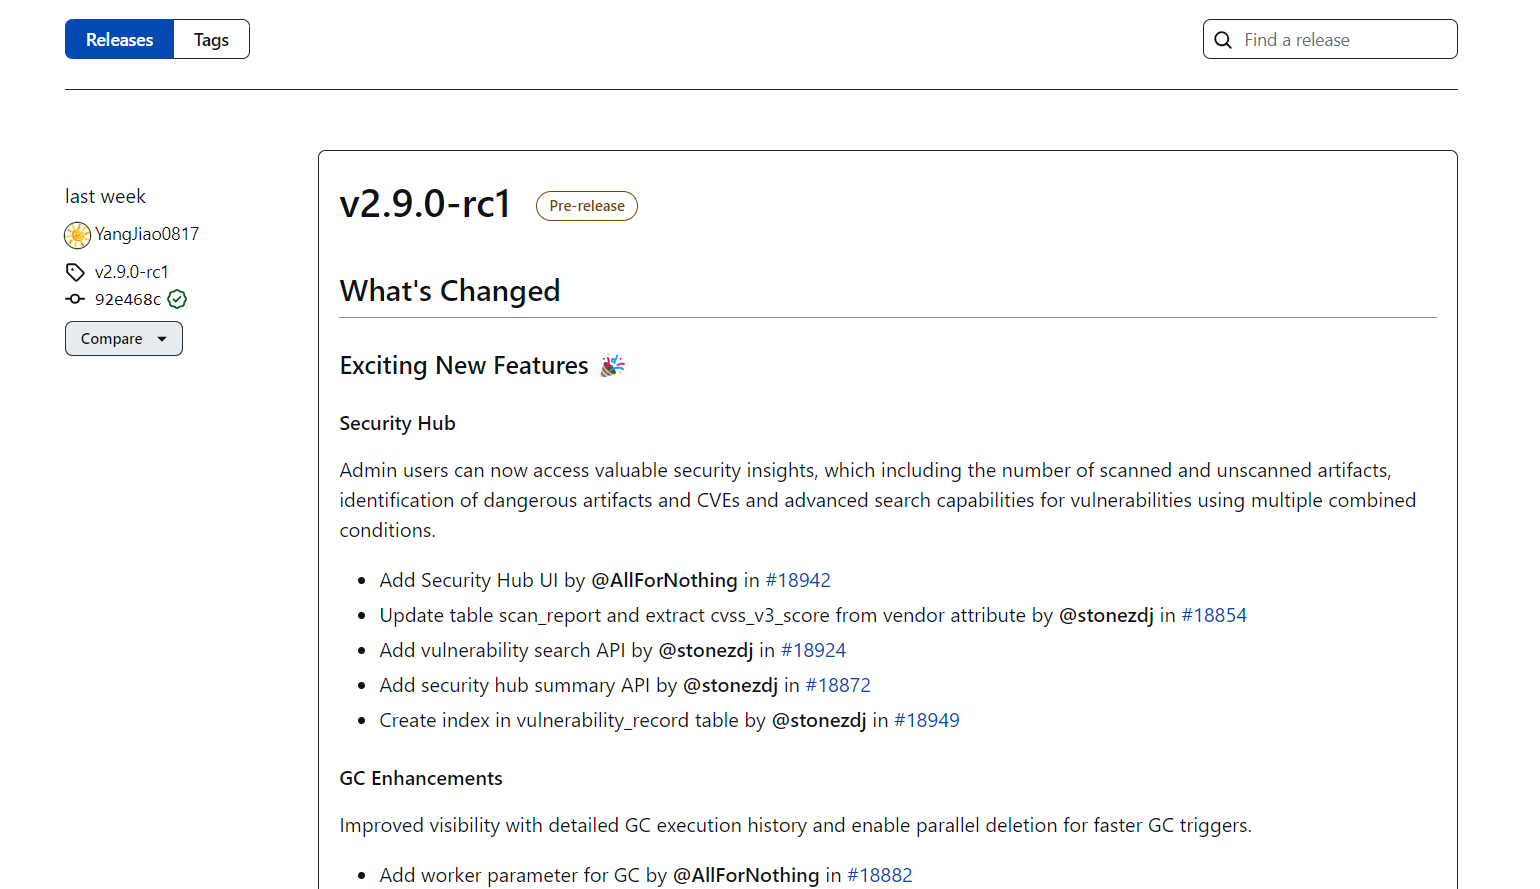 Releases
Tags
Find a release
last week
YangJiao0817
v2.9.0-rc1
92e468c
Compare
v2.9.0-rc1
Pre-release
What's Changed
Exciting New Features 🎉
Security Hub
Admin users can now access valuable security insights, which including the number of scanned and unscanned artifacts,
identification of dangerous artifacts and CVEs and advanced search capabilities for vulnerabilities using multiple combined
conditions.
• Add Security Hub UI by @AllForNothing in #18942
• Update table scan_report and extract cvss_v3_score from vendor attribute by @stonezdj in #18854
• Add vulnerability search API by @stonezdj in #18924
• Add security hub summary API by @stonezdj in #18872
• Create index in vulnerability_record table by @stonezdj in #18949
GC Enhancements
Improved visibility with detailed GC execution history and enable parallel deletion for faster GC triggers.
• Add worker parameter for GC by @AllForNothing in #18882